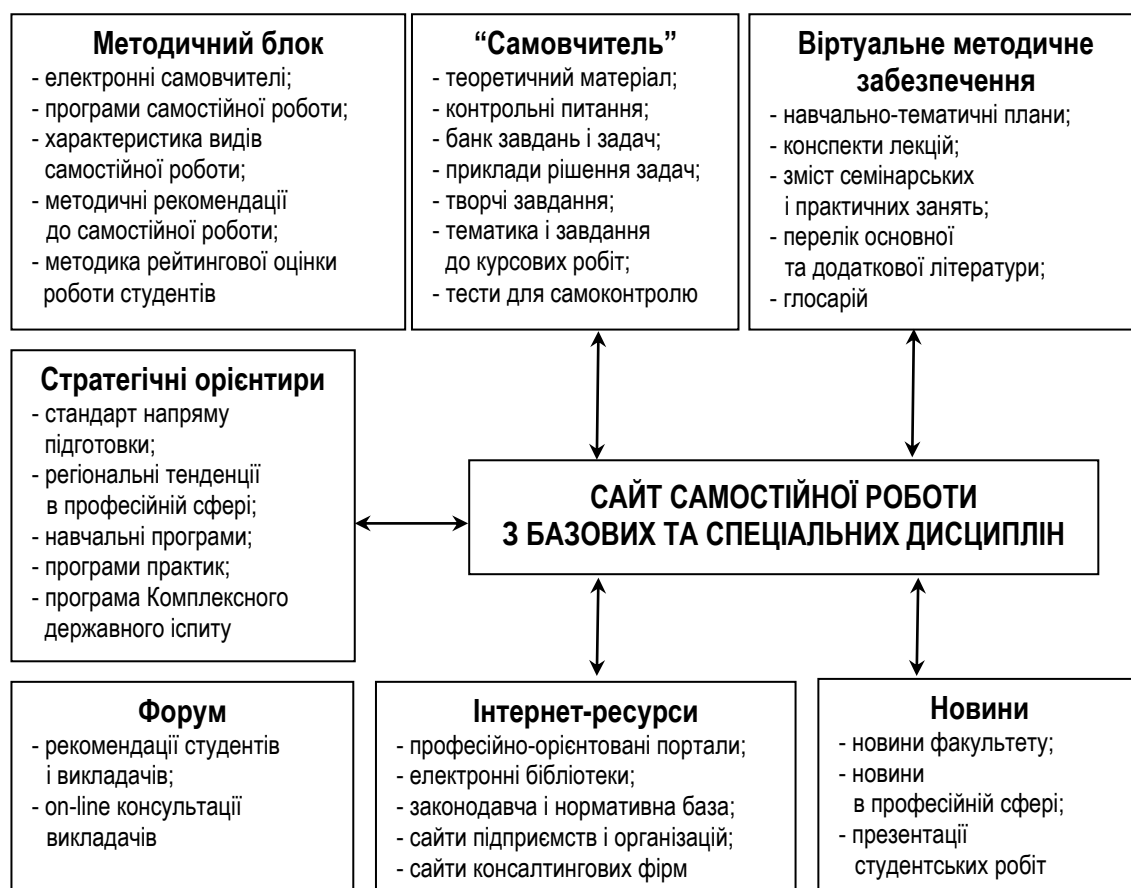 Методичний блок
- електронні самовчителі;
- програми самостійної роботи;
- характеристика видів
самостійної роботи;
- методичні рекомендації
до самостійної роботи;
- методика рейтингової оцінки
роботи студентів
“Самовчитель”
- теоретичний матеріал;
- контрольні питання;
- банк завдань і задач;
- приклади рішення задач;
- творчі завдання;
- тематика і завдання
до курсових робіт;
- тести для самоконтролю
Віртуальне методичне
забезпечення
- навчально-тематичні плани;
- конспекти лекцій;
- зміст семінарських
і практичних занять;
- перелік основної
та додаткової літератури;
- глосарій
Стратегічні орієнтири
- стандарт напряму
підготовки;
- регіональні тенденції
в професійній сфері;
- навчальні програми;
- програми практик;
- програма Комплексного
державного іспиту
САЙТ САМОСТІЙНОЇ РОБОТИ
З БАЗОВИХ ТА СПЕЦІАЛЬНИХ ДИСЦИПЛІН
Форум
- рекомендації студентів
і викладачів;
- on-line консультації
викладачів
Інтернет-ресурси
- професійно-орієнтовані портали;
- електронні бібліотеки;
- законодавча і нормативна база;
- сайти підприємств і організацій;
- сайти консалтингових фірм
Новини
- новини факультету;
- новини
в професійній сфері;
- презентації
студентських робіт